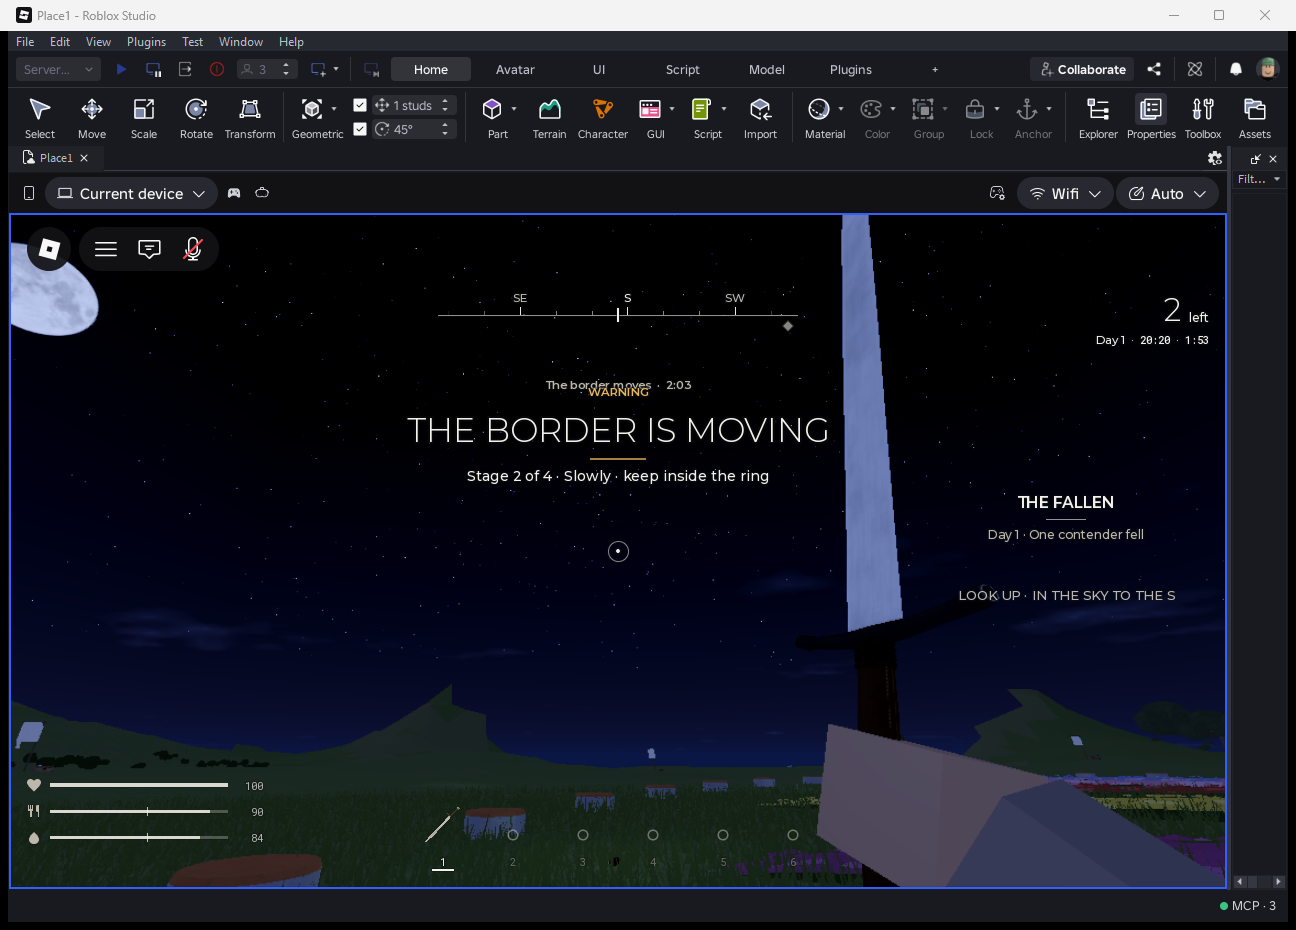 Place1 - Roblox Studio
File Edit View Plugins Test Window Help
Server... 3 Home Avatar UI Script Model Plugins + Collaborate
1 studs
45°
Select Move Scale Rotate Transform Geometric Part Terrain Character GUI Script Import Material Color Group Lock Anchor Explorer Properties Toolbox Assets
Place1
Filt...
Current device Wifi Auto
SE S SW
2 left
Day 1 · 20:20 · 1:53
The border moves · 2:03
WARNING
THE BORDER IS MOVING
Stage 2 of 4 · Slowly · keep inside the ring
THE FALLEN
Day 1 · One contender fell
LOOK UP · IN THE SKY TO THE S
100
90
84
1 2 3 4 5 6
MCP · 3